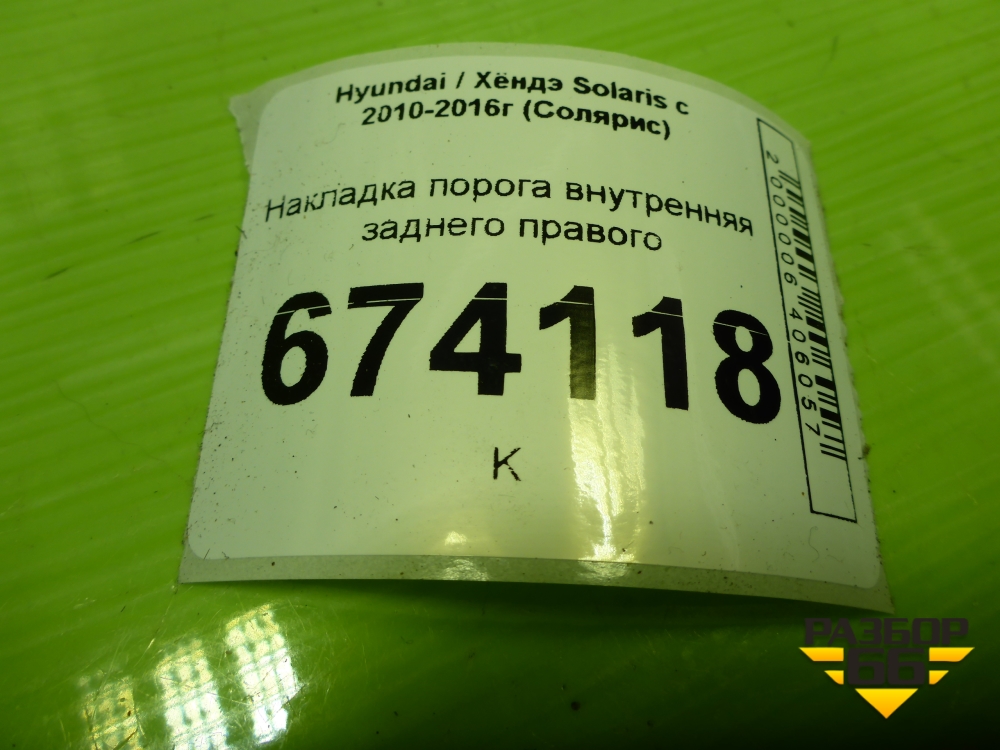 Hyundai / Хёндэ Solaris с
2010-2016г (Солярис)
Накладка порога внутренняя
заднего правого
674118
К
2000006406057
РАЗБОР
66